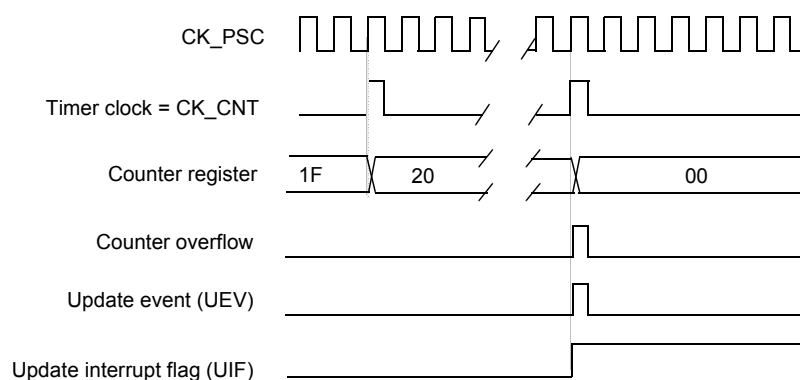 CK_PSC
Timer clock = CK_CNT
Counter register
1F
20
00
Counter overflow
Update event (UEV)
Update interrupt flag (UIF)